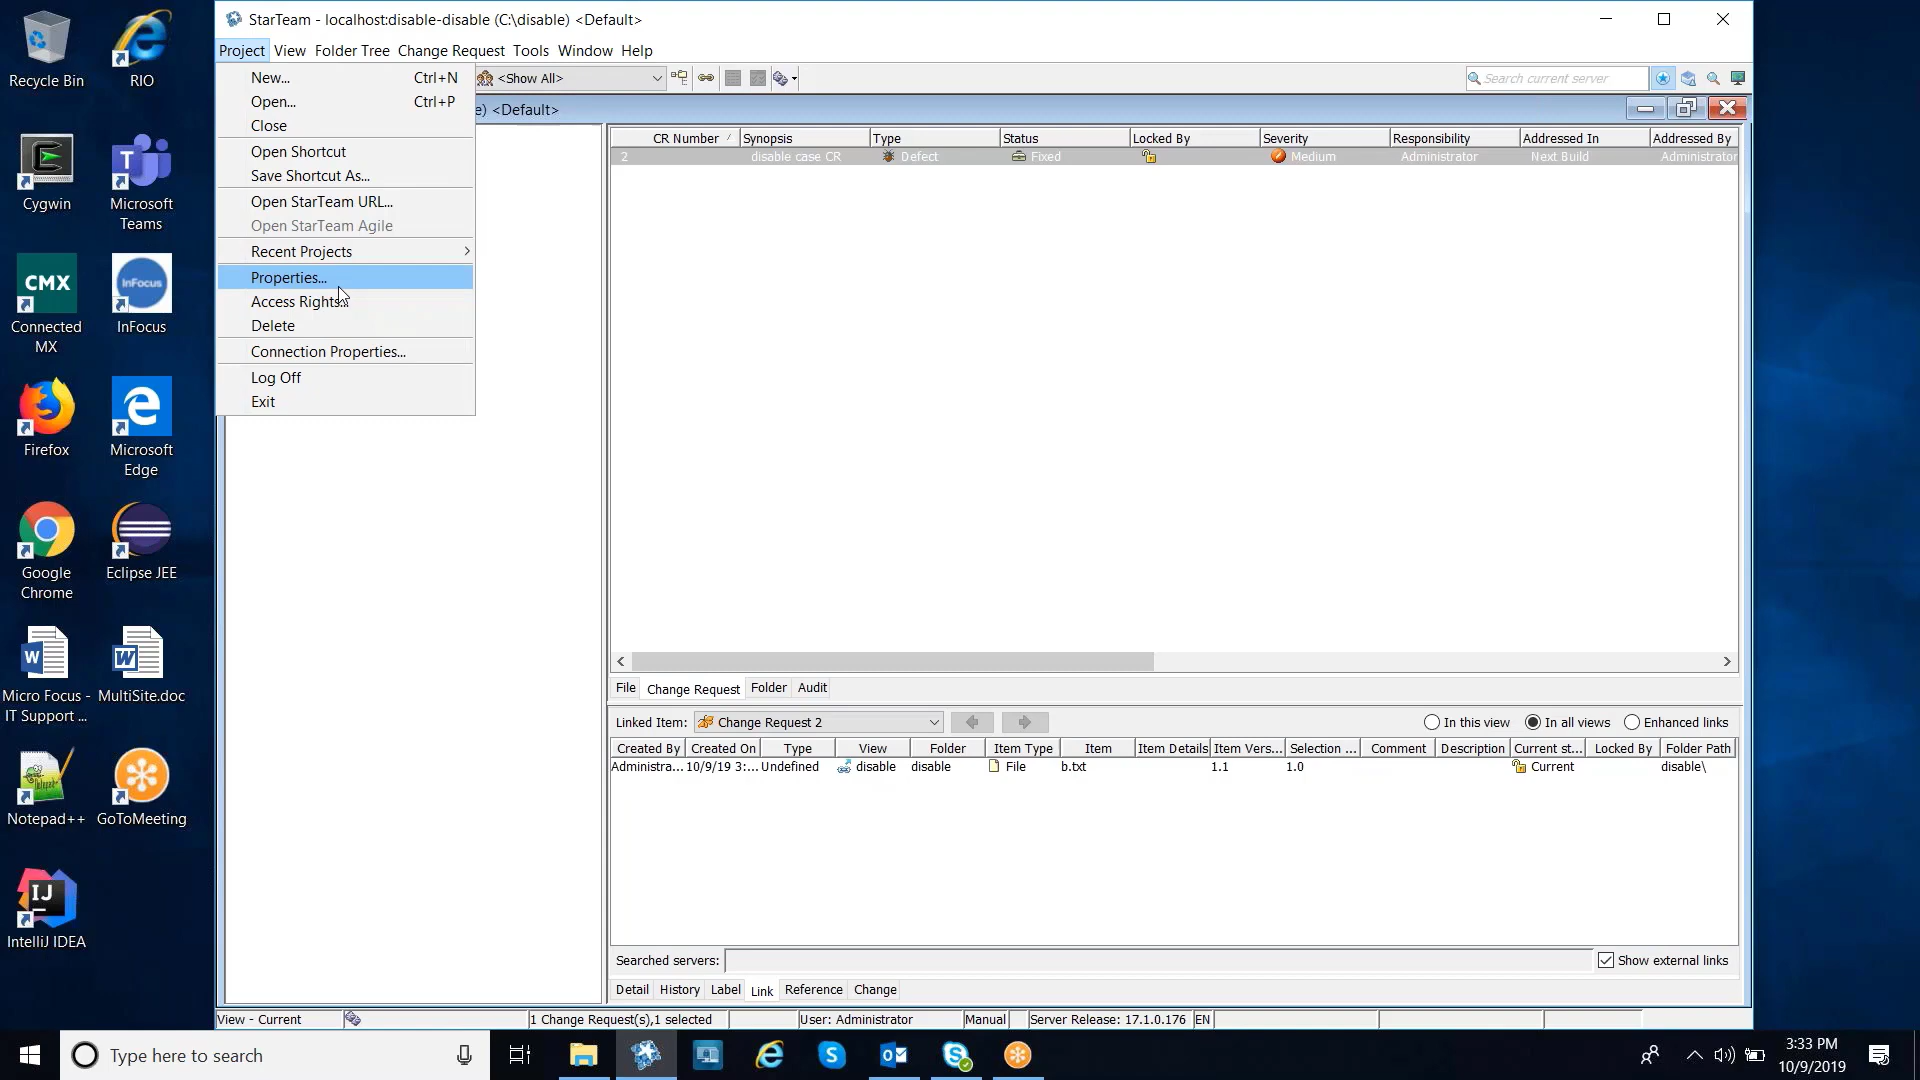 StarTeam - localhost:disable-disable (C:\disable) <Default>
Project View Folder Tree Change Request Tools Window Help
<Show All>
Search current server
e) <Default>
New... Ctrl+N
Open... Ctrl+P
Close
Open Shortcut
Save Shortcut As...
Open StarTeam URL...
Open StarTeam Agile
Recent Projects
Properties...
Access Rights...
Delete
Connection Properties...
Log Off
Exit
CR Number Synopsis Type Status Locked By Severity Responsibility Addressed In Addressed By
2 disable case CR Defect Fixed Medium Administrator Next Build Administrator
File Change Request Folder Audit
Linked Item: Change Request 2 In this view In all views Enhanced links
Created By Created On Type View Folder Item Type Item Item Details Item Vers... Selection ... Comment Description Current st... Locked By Folder Path
Administra... 10/9/19 3:... Undefined disable disable File b.txt 1.1 1.0 Current disable\
Searched servers: Show external links
Detail History Label Link Reference Change
View - Current 1 Change Request(s),1 selected User: Administrator Manual Server Release: 17.1.0.176 EN
Recycle Bin
RIO
Cygwin
Microsoft
Teams
CMX
Connected
MX
InFocus
InFocus
Firefox
Microsoft
Edge
Google
Chrome
Eclipse JEE
W
Micro Focus -
IT Support ...
W
MultiSite.doc
Notepad++
GoToMeeting
IJ
IntelliJ IDEA
Type here to search
3:33 PM
10/9/2019